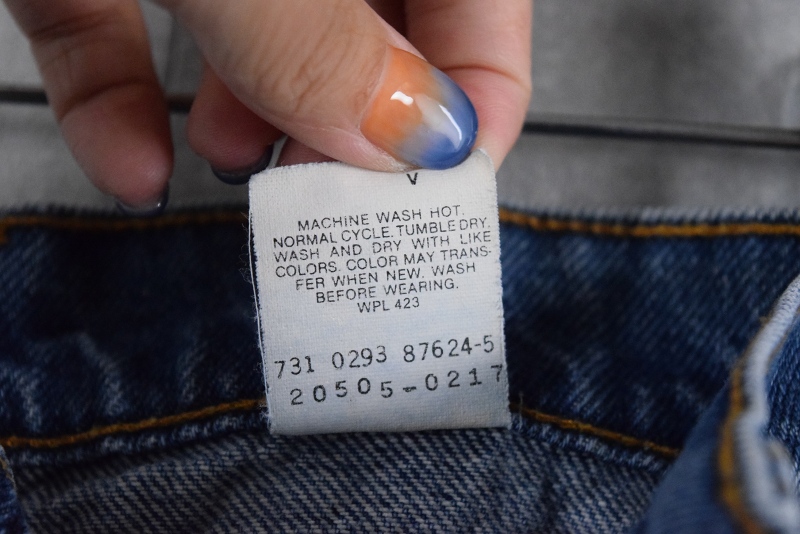 V
MACHINE WASH HOT.
NORMAL CYCLE. TUMBLE DRY.
WASH AND DRY WITH LIKE
COLORS. COLOR MAY TRANS-
FER WHEN NEW. WASH
BEFORE WEARING.
WPL 423
731 0293 87624-5
20505-0217